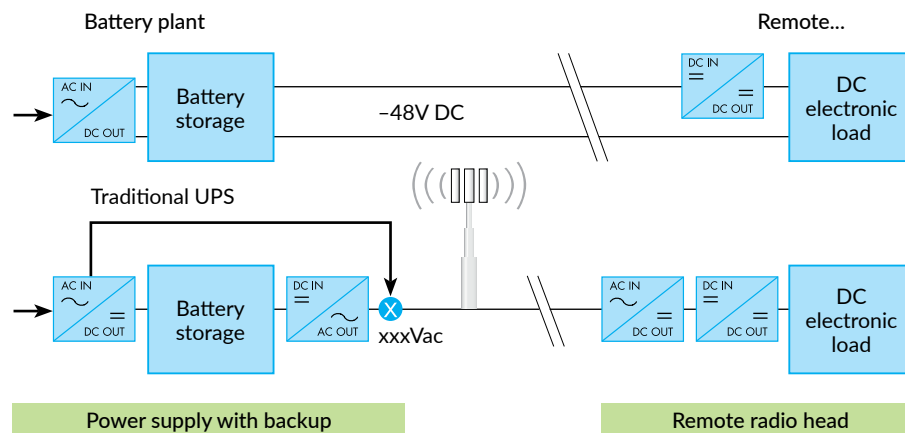 Battery plant
Remote...
AC IN
DC OUT
Battery
storage
–48V DC
DC IN
DC OUT
DC
electronic
load
Traditional UPS
AC IN
DC OUT
Battery
storage
DC IN
AC OUT
X
xxxVac
AC IN
DC OUT
DC IN
DC OUT
DC
electronic
load
Power supply with backup
Remote radio head